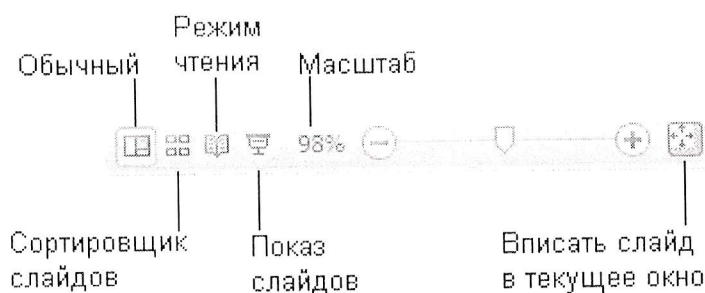 Режим
Обычный чтения Масштаб
98%
Сортировщик Показ Вписать слайд
слайдов слайдов в текущее окно